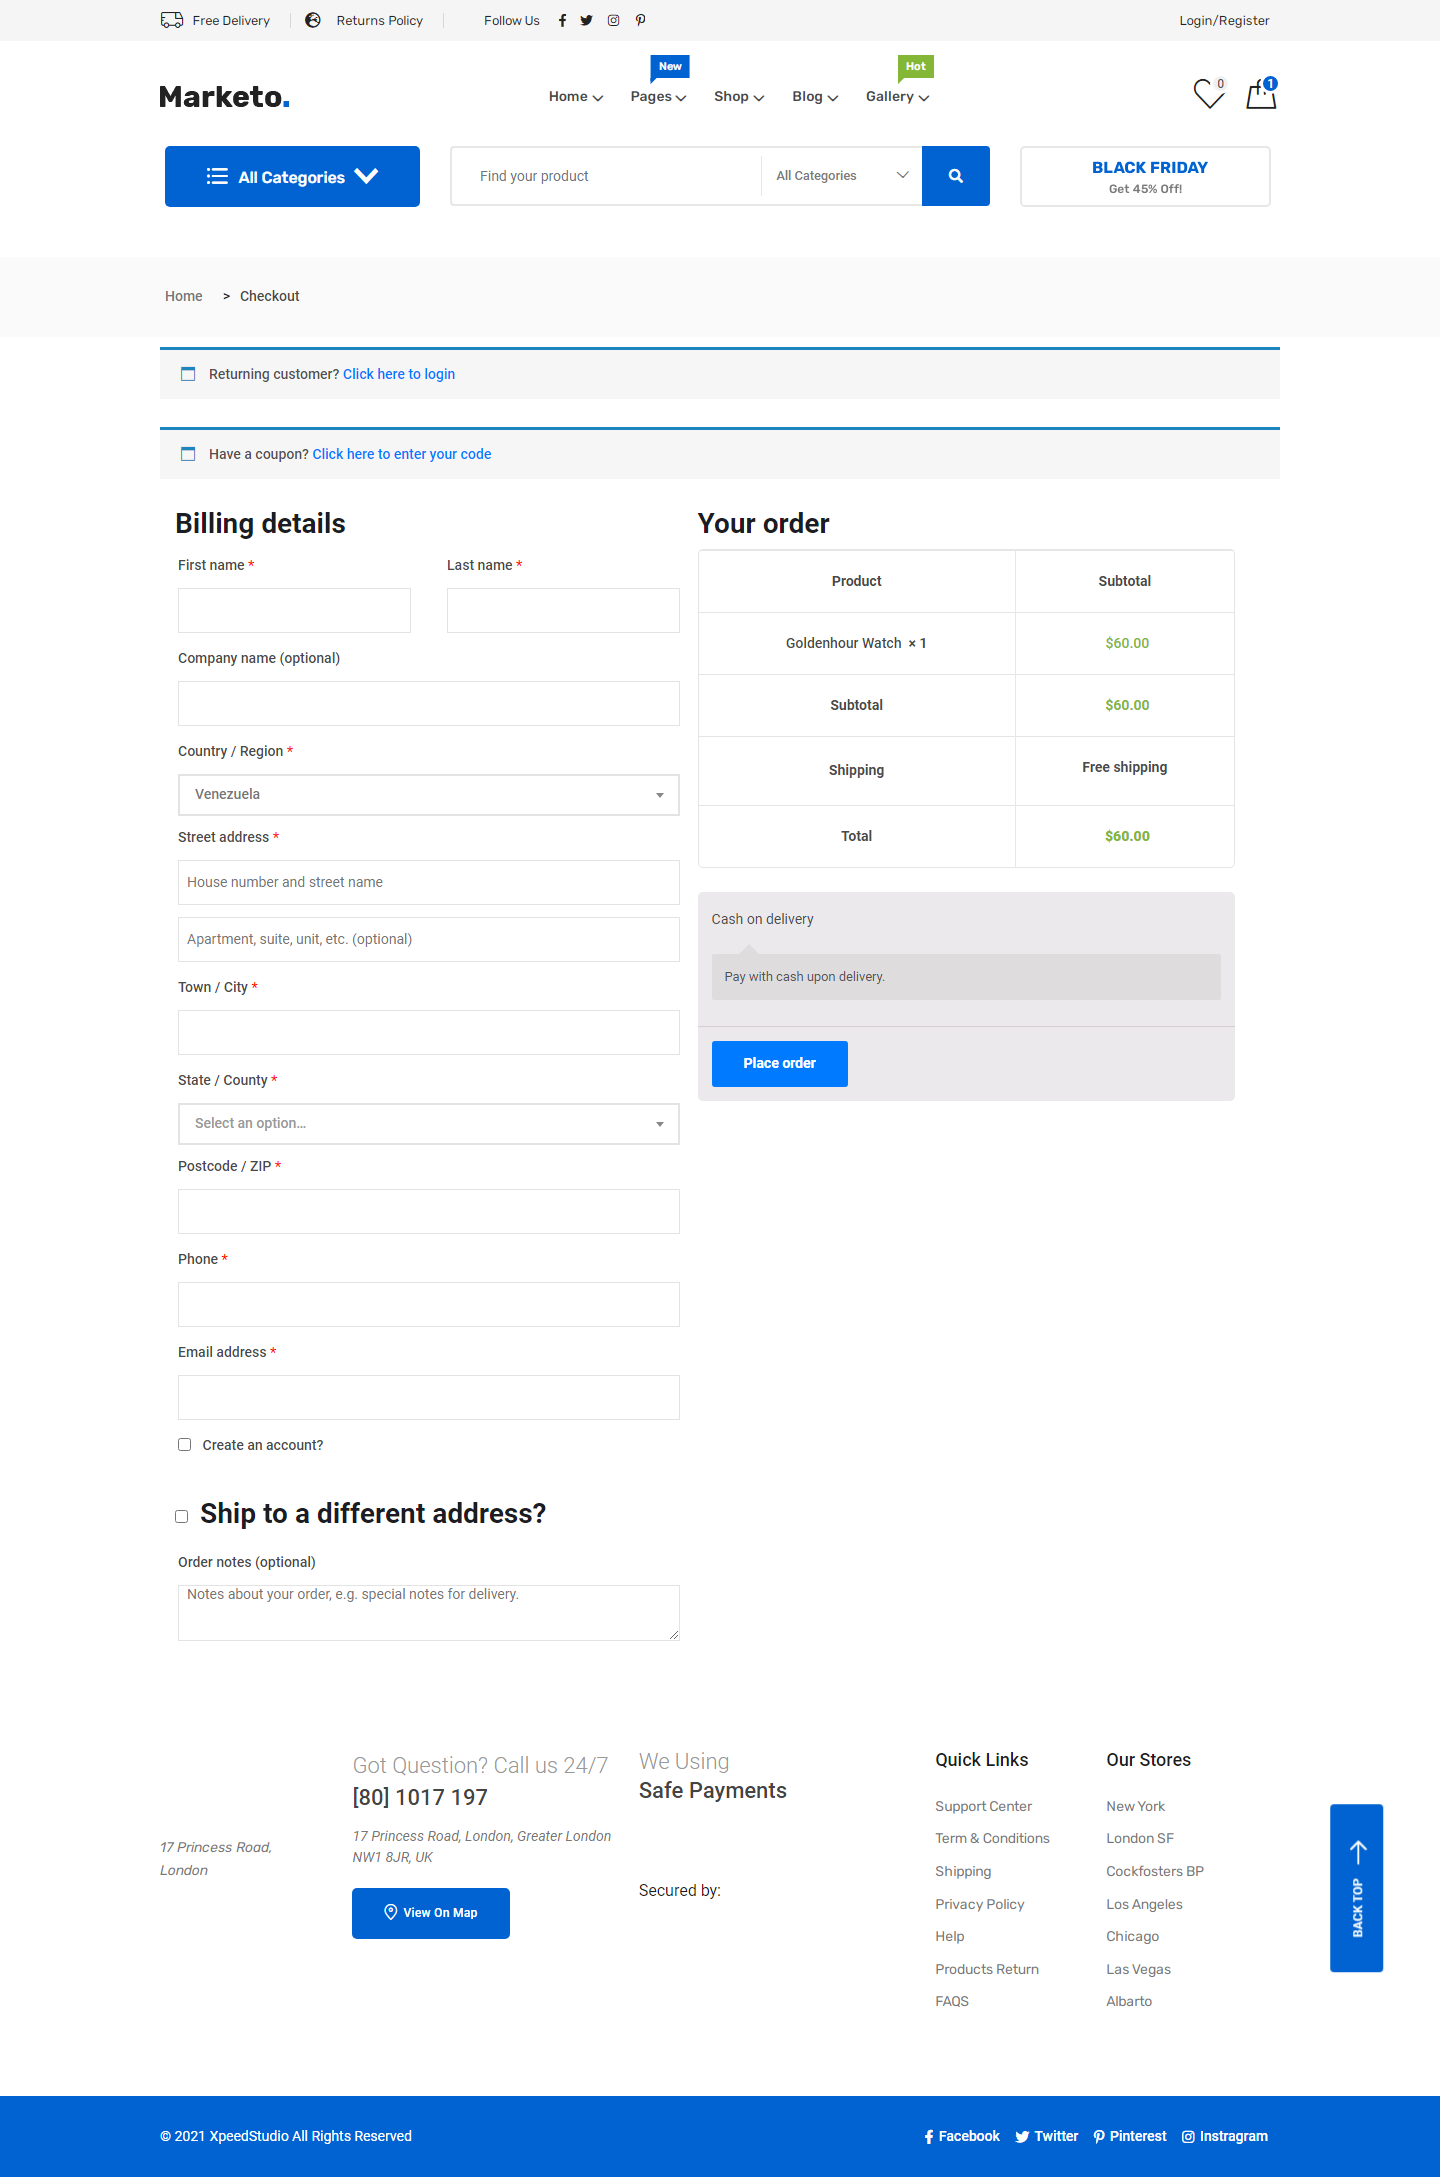 Free Delivery
Returns Policy
Follow Us
Login/Register
New
Hot
Marketo.
Home
Pages
Shop
Blog
Gallery
0
1
All Categories
Find your product
All Categories
BLACK FRIDAY
Get 45% Off!
Home > Checkout
Returning customer? Click here to login
Have a coupon? Click here to enter your code
Billing details
First name *
Last name *
Company name (optional)
Country / Region *
Venezuela
Street address *
House number and street name
Apartment, suite, unit, etc. (optional)
Town / City *
State / County *
Select an option...
Postcode / ZIP *
Phone *
Email address *
Create an account?
Ship to a different address?
Order notes (optional)
Notes about your order, e.g. special notes for delivery.
Your order
Product
Subtotal
Goldenhour Watch × 1
$60.00
Subtotal
$60.00
Shipping
Free shipping
Total
$60.00
Cash on delivery
Pay with cash upon delivery.
Place order
17 Princess Road,
London
Got Question? Call us 24/7
[80] 1017 197
17 Princess Road, London, Greater London
NW1 8JR, UK
View On Map
We Using
Safe Payments
Secured by:
Quick Links
Support Center
Term & Conditions
Shipping
Privacy Policy
Help
Products Return
FAQS
Our Stores
New York
London SF
Cockfosters BP
Los Angeles
Chicago
Las Vegas
Albarto
BACK TOP
© 2021 XpeedStudio All Rights Reserved
Facebook
Twitter
Pinterest
Instragram